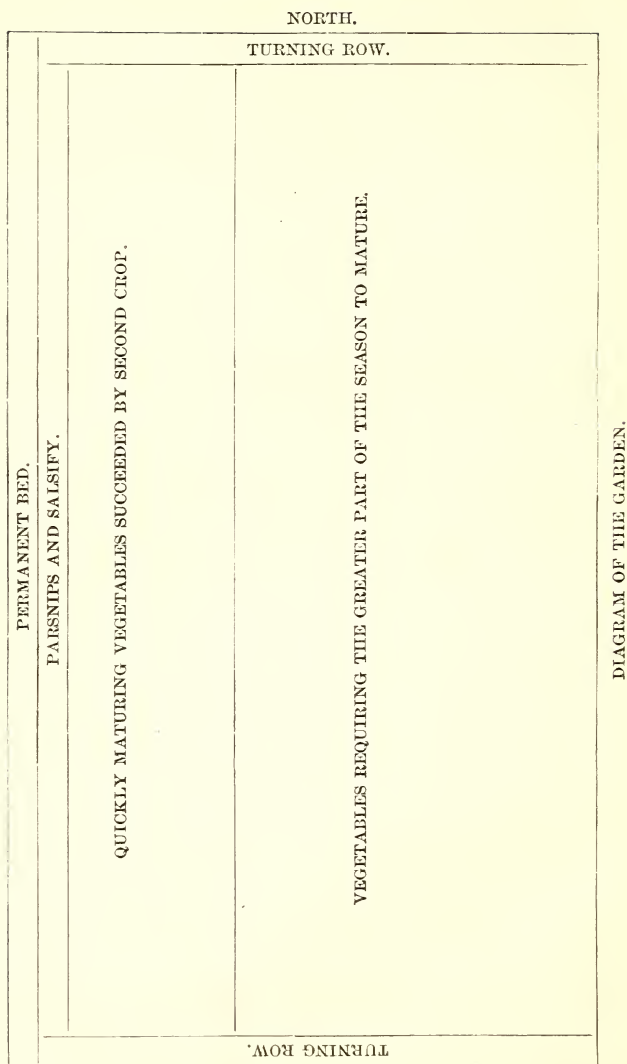 NORTH.
TURNING ROW.
PERMANENT BED.
PARSNIPS AND SALSIFY.
QUICKLY MATURING VEGETABLES SUCCEEDED BY SECOND CROP.
VEGETABLES REQUIRING THE GREATER PART OF THE SEASON TO MATURE.
DIAGRAM OF THE GARDEN.
TURNING ROW.